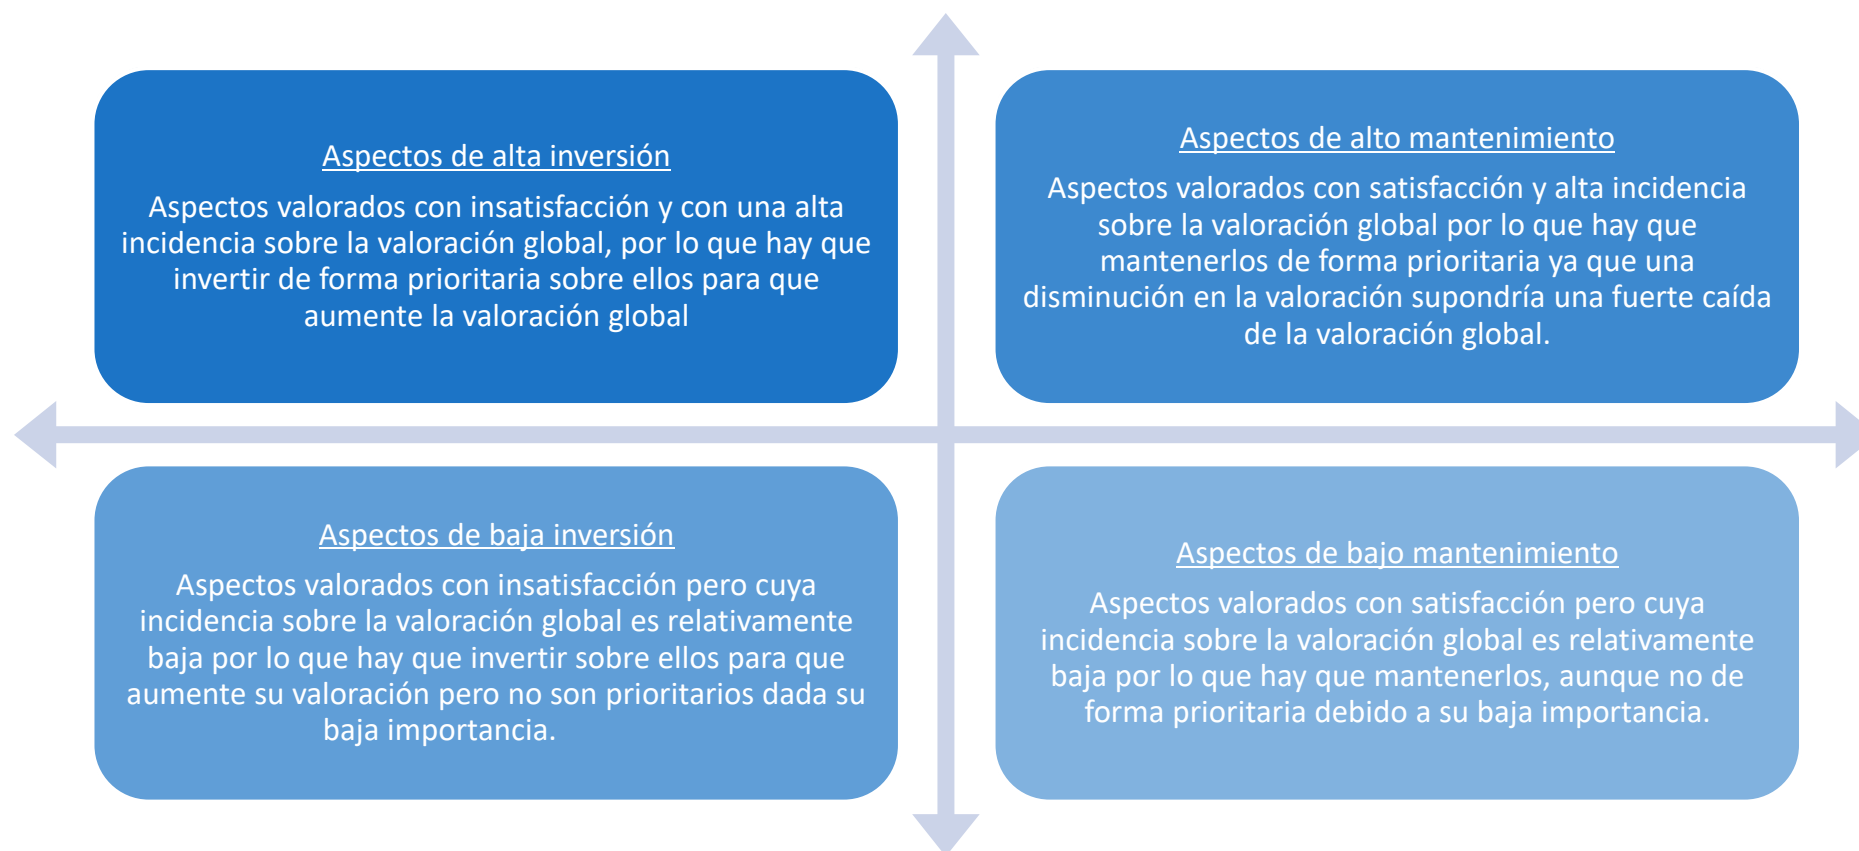 Aspectos de alta inversión
Aspectos valorados con insatisfacción y con una alta
incidencia sobre la valoración global, por lo que hay que
invertir de forma prioritaria sobre ellos para que
aumente la valoración global
Aspectos de alto mantenimiento
Aspectos valorados con satisfacción y alta incidencia
sobre la valoración global por lo que hay que
mantenerlos de forma prioritaria ya que una
disminución en la valoración supondría una fuerte caída
de la valoración global.
Aspectos de baja inversión
Aspectos valorados con insatisfacción pero cuya
incidencia sobre la valoración global es relativamente
baja por lo que hay que invertir sobre ellos para que
aumente su valoración pero no son prioritarios dada su
baja importancia.
Aspectos de bajo mantenimiento
Aspectos valorados con satisfacción pero cuya
incidencia sobre la valoración global es relativamente
baja por lo que hay que mantenerlos, aunque no de
forma prioritaria debido a su baja importancia.